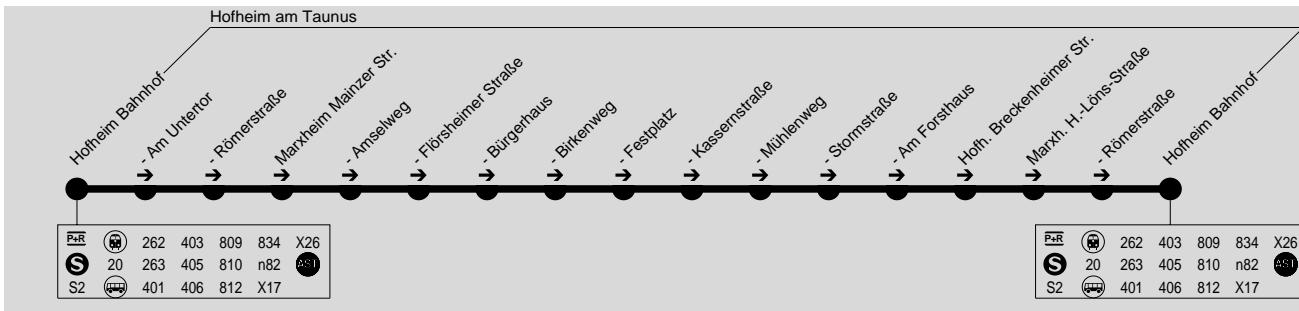 Hofheim am Taunus
Hofheim Bahnhof
- Am Untertor
- Römerstraße
Marxheim Mainzer Str.
- Amselweg
- Flörsheimer Straße
- Bürgerhaus
- Birkenweg
- Festplatz
- Kassernstraße
- Mühlenweg
- Stormstraße
- Am Forsthaus
Hofh. Breckenheimer Str.
Marxh. H.-Löns-Straße
- Römerstraße
Hofheim Bahnhof
P+R 262 403 809 834 X26
S 20 263 405 810 n82 AST
S2 401 406 812 X17
P+R 262 403 809 834 X26
S 20 263 405 810 n82 AST
S2 401 406 812 X17